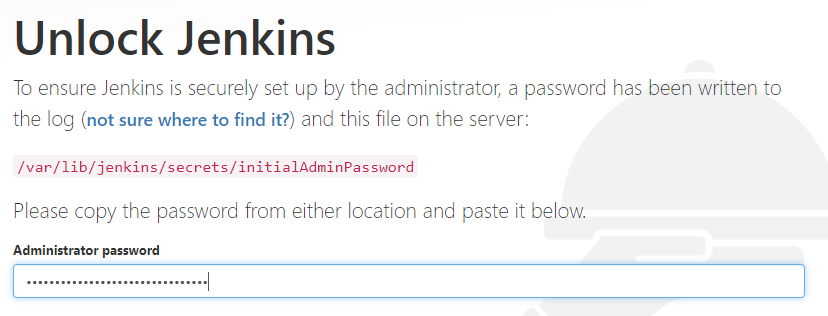 Unlock Jenkins
To ensure Jenkins is securely set up by the administrator, a password has been written to
the log (not sure where to find it?) and this file on the server:
/var/lib/jenkins/secrets/initialAdminPassword
Please copy the password from either location and paste it below.
Administrator password
••••••••••••••••••••••••••••••••